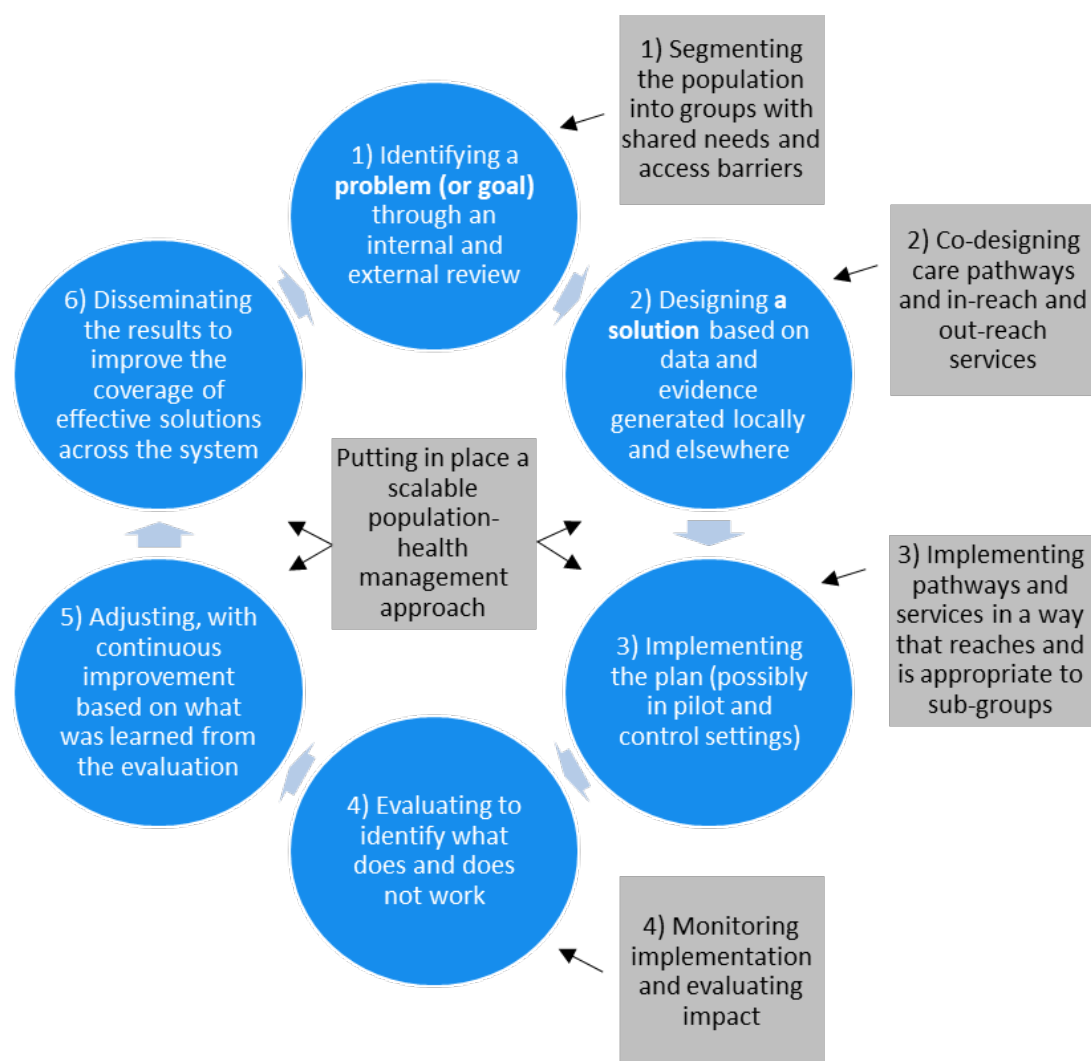 1) Segmenting
the population
into groups with
shared needs and
access barriers
1) Identifying a
problem (or goal)
through an
internal and
external review
2) Co-designing
care pathways
and in-reach and
out-reach
services
2) Designing a
solution based on
data and
evidence
generated locally
and elsewhere
3) Implementing
pathways and
services in a way
that reaches and
is appropriate to
sub-groups
3) Implementing
the plan (possibly
in pilot and
control settings)
4) Monitoring
implementation
and evaluating
impact
4) Evaluating to
identify what
does and does
not work
5) Adjusting, with
continuous
improvement
based on what
was learned from
the evaluation
6) Disseminating
the results to
improve the
coverage of
effective solutions
across the system
Putting in place a
scalable
population-
health
management
approach